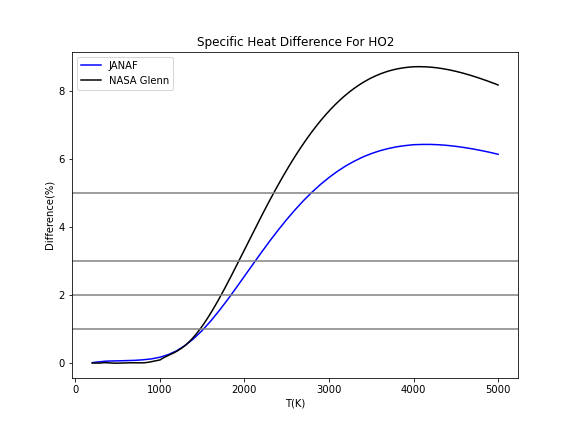 Specific Heat Difference For HO2
JANAF
NASA Glenn
Difference(%)
8
6
4
2
0
0 1000 2000 3000 4000 5000
T(K)